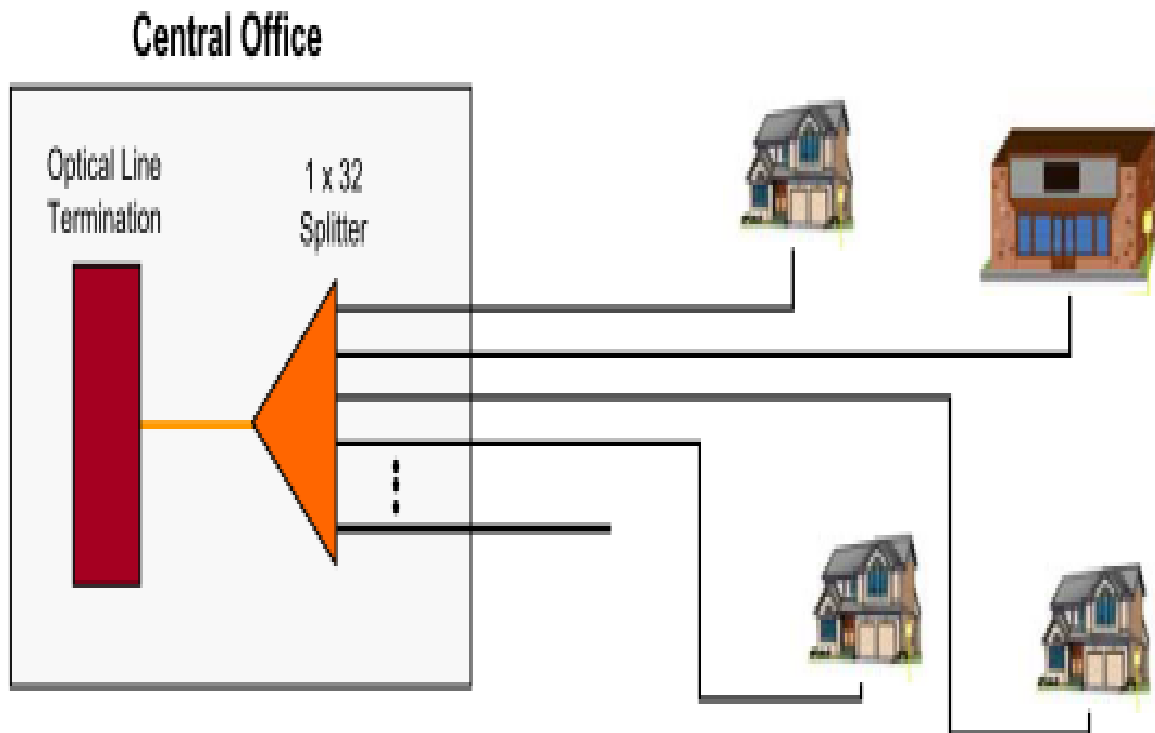 Central Office
Optical Line
Termination
1 x 32
Splitter